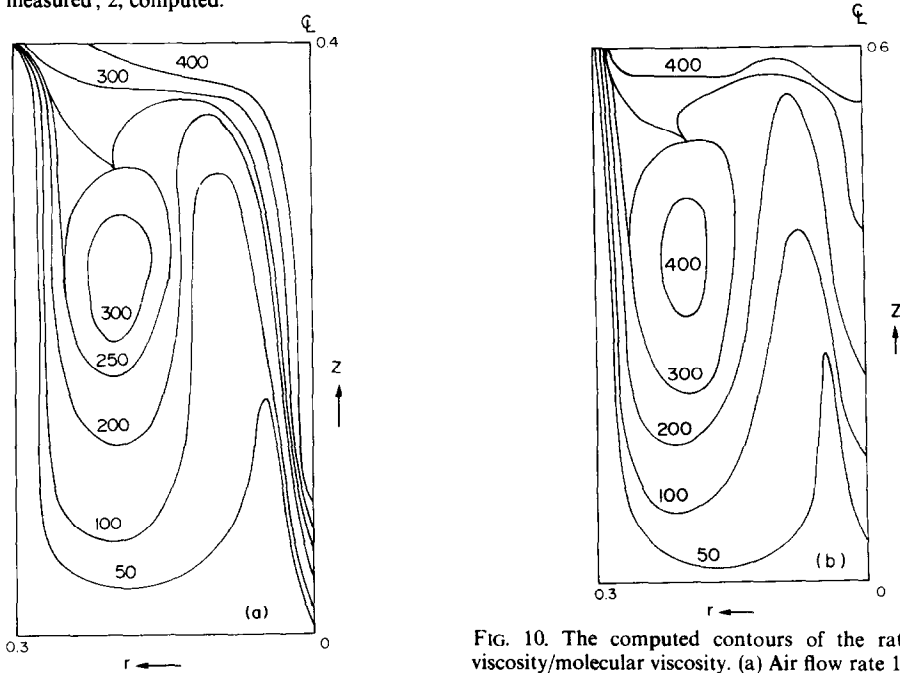 measured; 2, computed.
℄
0.4
400
300
300
250
200
100
50
(a)
Z
0.3
0
r
℄
0.6
400
400
300
200
100
50
(b)
Z
0.3
0
r
FIG. 10. The computed contours of the rat
viscosity/molecular viscosity. (a) Air flow rate 1